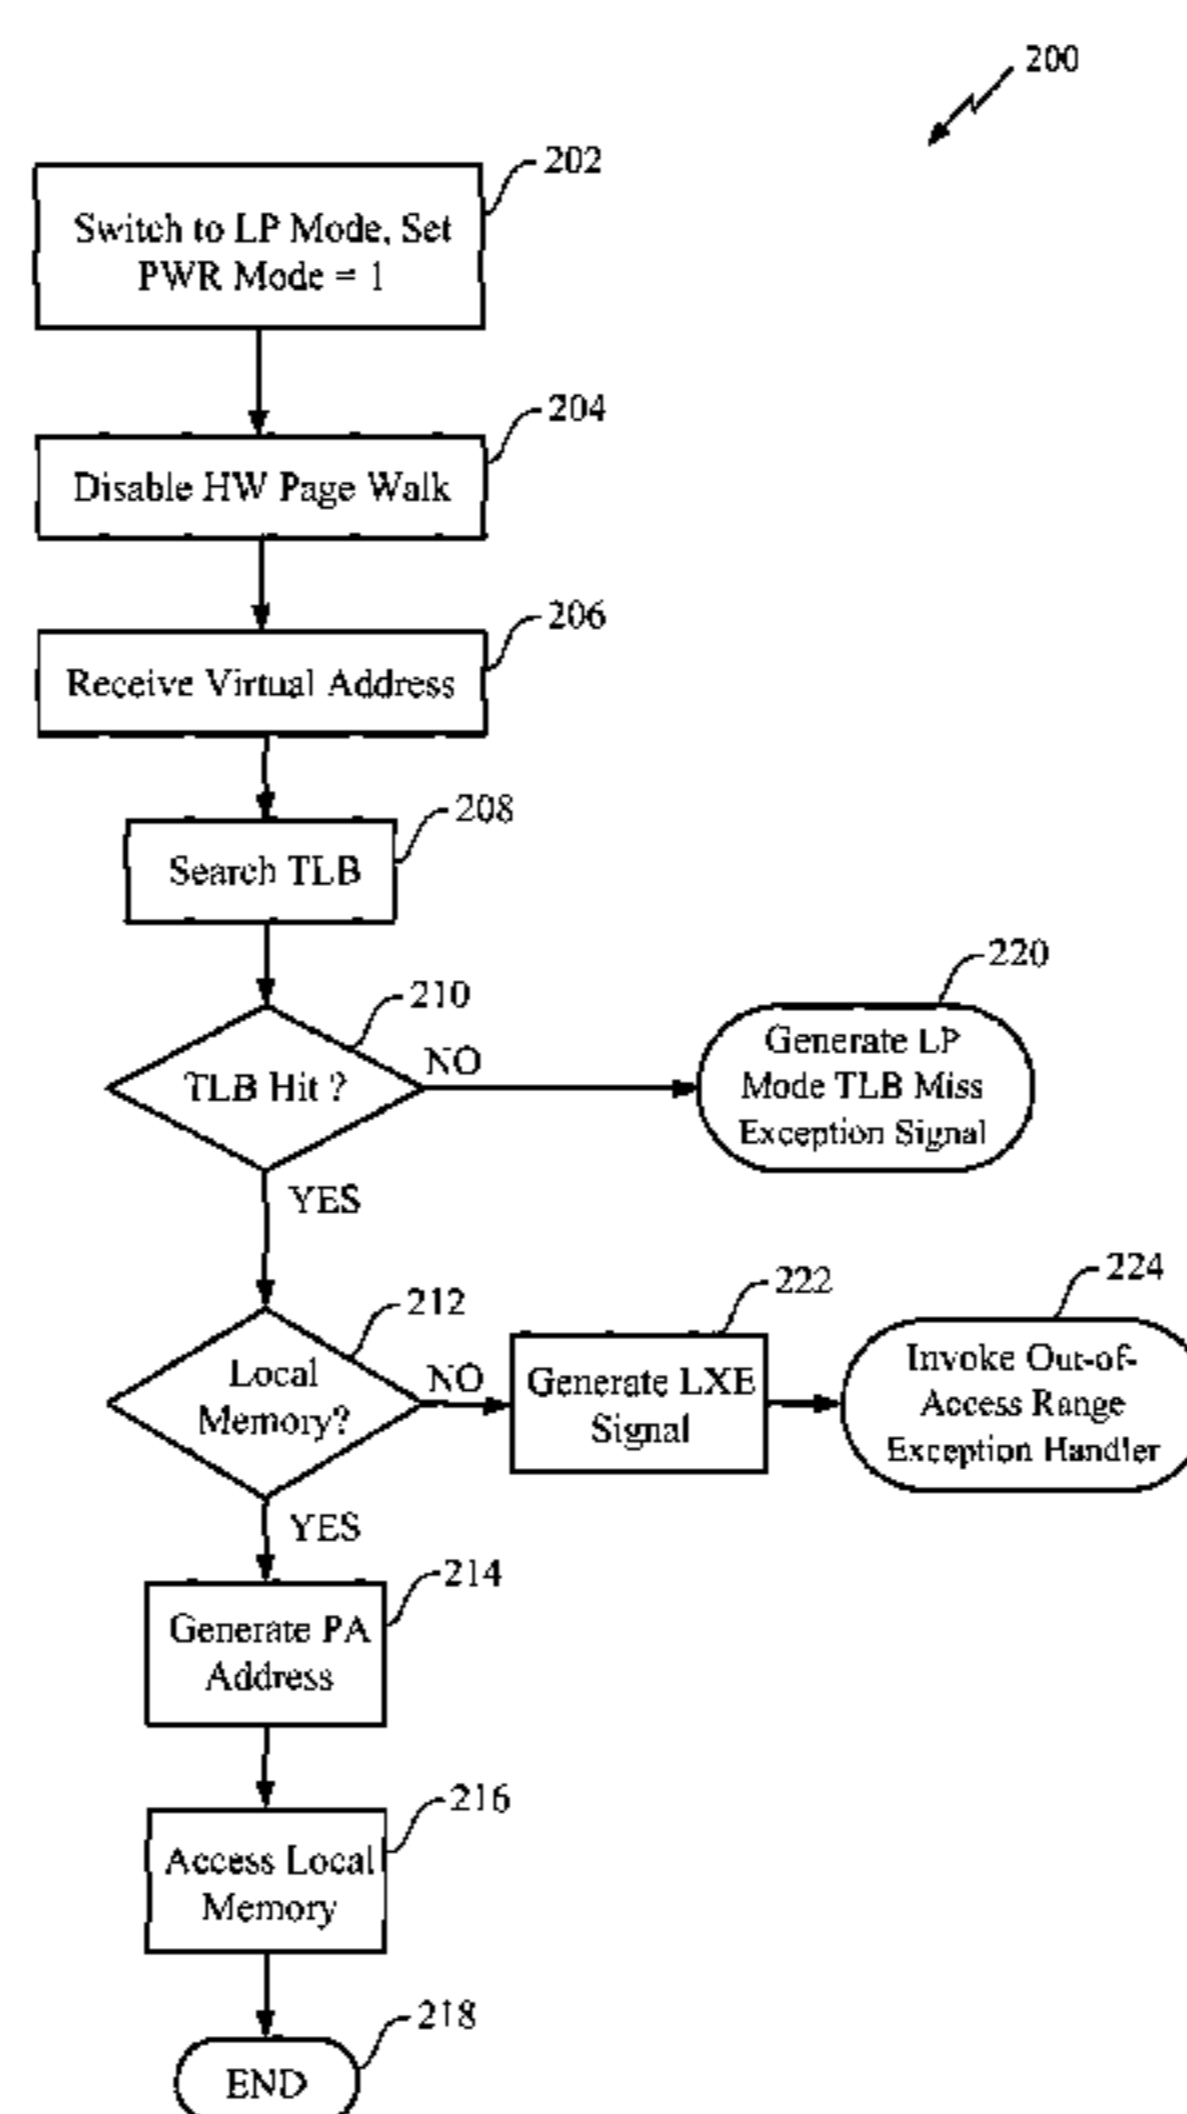 200
202
Switch to LP Mode, Set
PWR Mode = 1
204
Disable HW Page Walk
206
Receive Virtual Address
208
Search TLB
210
TLB Hit ?
NO
220
Generate LP
Mode TLB Miss
Exception Signal
YES
212
Local
Memory?
NO
222
Generate LXE
Signal
224
Invoke Out-of-
Access Range
Exception Handler
YES
214
Generate PA
Address
216
Access Local
Memory
218
END